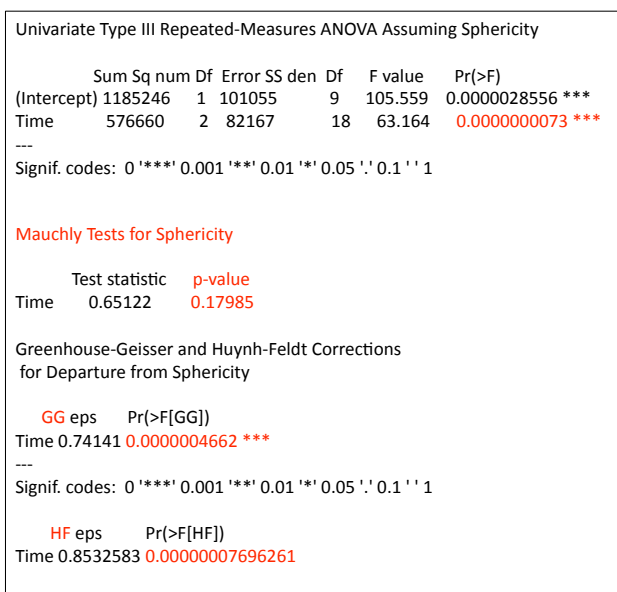 Univariate Type III Repeated-Measures ANOVA Assuming Sphericity
Sum Sq num Df Error SS den Df F value Pr(>F)
(Intercept) 1185246 1 101055 9 105.559 0.0000028556 ***
Time 576660 2 82167 18 63.164 0.0000000073 ***
---
Signif. codes: 0 '***' 0.001 '**' 0.01 '*' 0.05 '.' 0.1 ' ' 1
Mauchly Tests for Sphericity
Test statistic p-value
Time 0.65122 0.17985
Greenhouse-Geisser and Huynh-Feldt Corrections
for Departure from Sphericity
GG eps Pr(>F[GG])
Time 0.74141 0.0000004662 ***
---
Signif. codes: 0 '***' 0.001 '**' 0.01 '*' 0.05 '.' 0.1 ' ' 1
HF eps Pr(>F[HF])
Time 0.8532583 0.00000007696261